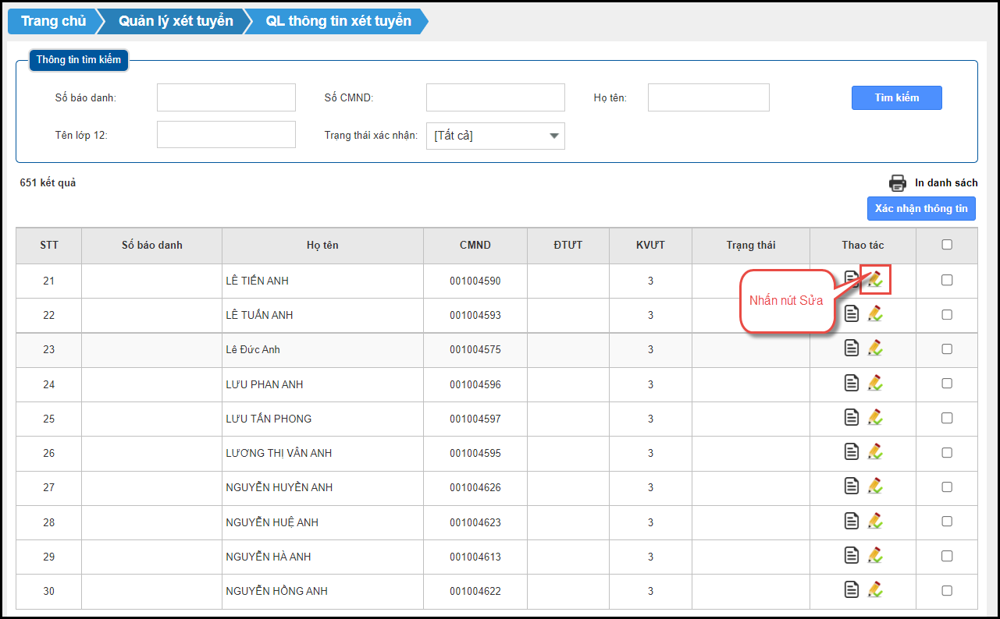 Trang chủ Quản lý xét tuyển QL thông tin xét tuyển
Thông tin tìm kiếm
Số báo danh: Số CMND: Họ tên: Tìm kiếm
Tên lớp 12: Trạng thái xác nhận: [Tất cả]
651 kết quả In danh sách
Xác nhận thông tin
STT Số báo danh Họ tên CMND ĐTƯT KVƯT Trạng thái Thao tác
21 LÊ TIẾN ANH 001004590 3
Nhấn nút Sửa
22 LÊ TUẤN ANH 001004593 3
23 Lê Đức Anh 001004575 3
24 LƯU PHAN ANH 001004596 3
25 LƯU TẤN PHONG 001004597 3
26 LƯƠNG THỊ VÂN ANH 001004595 3
27 NGUYỄN HUYỀN ANH 001004626 3
28 NGUYỄN HUỆ ANH 001004623 3
29 NGUYỄN HÀ ANH 001004613 3
30 NGUYỄN HỒNG ANH 001004622 3